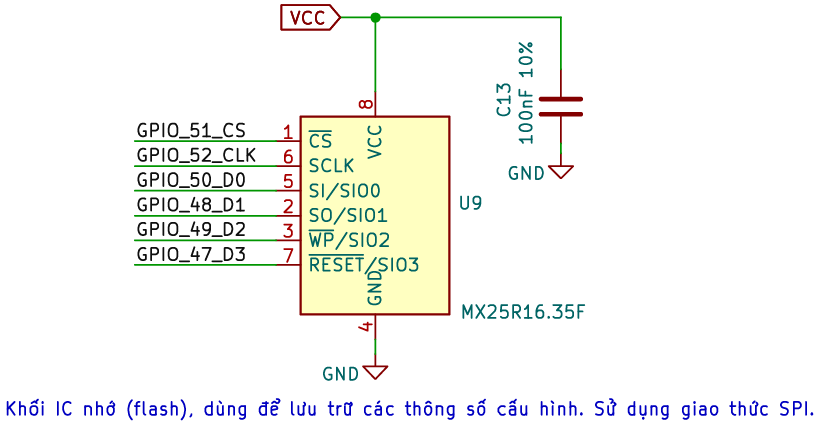 VCC
C13
100nF 10%
GND
8
VCC
GPIO_51_CS 1 CS
GPIO_52_CLK 6 SCLK
GPIO_50_D0 5 SI/SIO0
GPIO_48_D1 2 SO/SIO1
GPIO_49_D2 3 WP/SIO2
GPIO_47_D3 7 RESET/SIO3
U9
GND
4
MX25R16.35F
GND
Khối IC nhớ (flash), dùng để lưu trữ các thông số cấu hình. Sử dụng giao thức SPI.